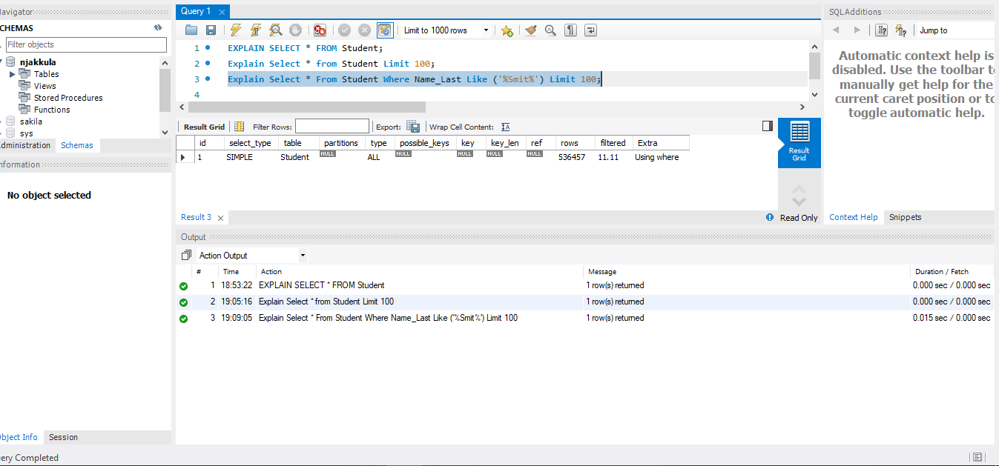 Navigator
Query 1
SQLAdditions
SCHEMAS
Filter objects
Limit to 1000 rows
Jump to
njakkula
Tables
Views
Stored Procedures
Functions
sakila
sys
Administration Schemas
1 EXPLAIN SELECT * FROM Student;
2 Explain Select * from Student Limit 100;
3 Explain Select * From Student Where Name_Last Like ('%Smit%') Limit 100;
4
Automatic context help is
disabled. Use the toolbar to
manually get help for the
current caret position or to
toggle automatic help.
Result Grid Filter Rows: Export: Wrap Cell Content: IA
id select_type table partitions type possible_keys key key_len ref rows filtered Extra
1 SIMPLE Student NULL ALL NULL NULL NULL NULL 536457 11.11 Using where
Result
Grid
Information
No object selected
Result 3
Read Only
Context Help Snippets
Output
Action Output
# Time Action Message Duration / Fetch
1 18:53:22 EXPLAIN SELECT * FROM Student 1 row(s) returned 0.000 sec / 0.000 sec
2 19:05:16 Explain Select * from Student Limit 100 1 row(s) returned 0.000 sec / 0.000 sec
3 19:09:05 Explain Select * From Student Where Name_Last Like ('%Smit%') Limit 100 1 row(s) returned 0.015 sec / 0.000 sec
Object Info Session
Query Completed